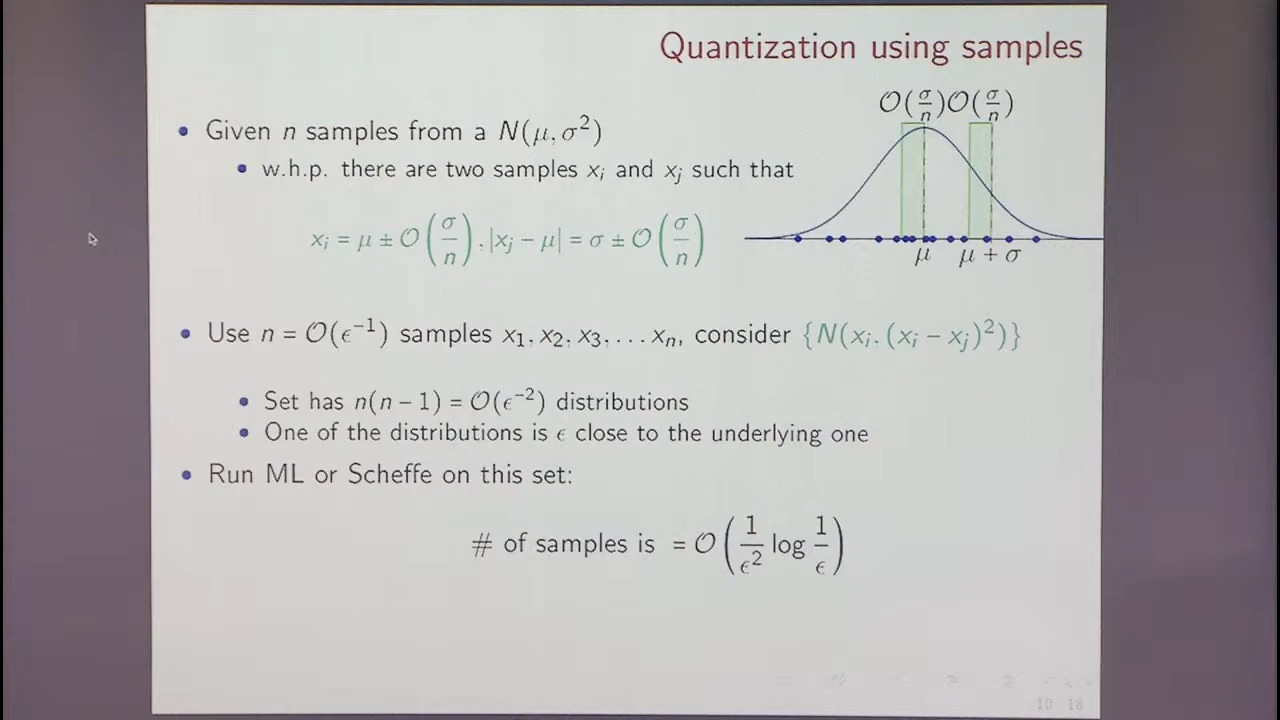 Quantization using samples
• Given n samples from a N(μ, σ²)
• w.h.p. there are two samples xᵢ and xⱼ such that
xᵢ = μ ± O(σ/n), |xⱼ − μ| = σ ± O(σ/n)
O(σ/n) O(σ/n)
μ μ + σ
• Use n = O(ϵ⁻¹) samples x₁, x₂, x₃, . . . xₙ, consider {N(xᵢ, (xᵢ − xⱼ)²)}
• Set has n(n − 1) = O(ϵ⁻²) distributions
• One of the distributions is ϵ close to the underlying one
• Run ML or Scheffe on this set:
# of samples is = O(1/ϵ² log 1/ϵ)
10 18